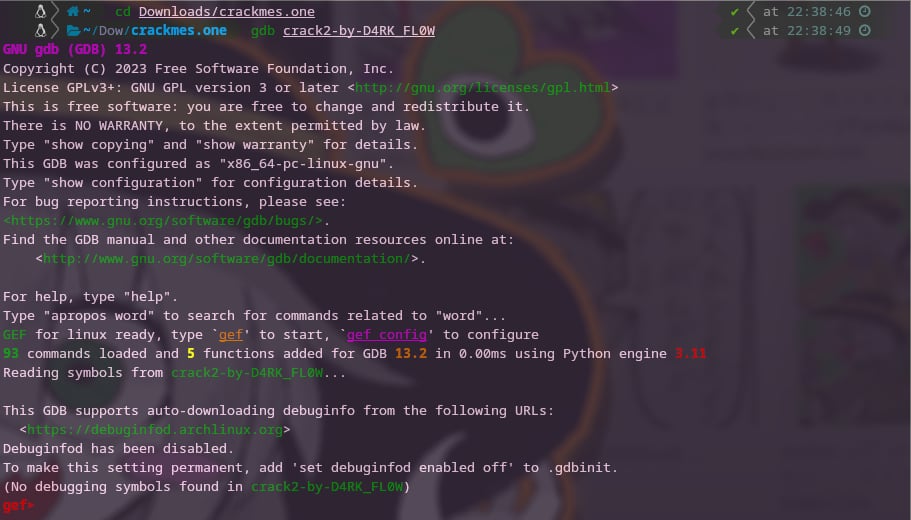 ~ cd Downloads/crackmes.one ✔ at 22:38:46
~/Dow/crackmes.one gdb crack2-by-D4RK_FL0W ✔ at 22:38:49
GNU gdb (GDB) 13.2
Copyright (C) 2023 Free Software Foundation, Inc.
License GPLv3+: GNU GPL version 3 or later <http://gnu.org/licenses/gpl.html>
This is free software: you are free to change and redistribute it.
There is NO WARRANTY, to the extent permitted by law.
Type "show copying" and "show warranty" for details.
This GDB was configured as "x86_64-pc-linux-gnu".
Type "show configuration" for configuration details.
For bug reporting instructions, please see:
<https://www.gnu.org/software/gdb/bugs/>.
Find the GDB manual and other documentation resources online at:
<http://www.gnu.org/software/gdb/documentation/>.
For help, type "help".
Type "apropos word" to search for commands related to "word"...
GEF for linux ready, type `gef' to start, `gef config' to configure
93 commands loaded and 5 functions added for GDB 13.2 in 0.00ms using Python engine 3.11
Reading symbols from crack2-by-D4RK_FL0W...
This GDB supports auto-downloading debuginfo from the following URLs:
<https://debuginfod.archlinux.org>
Debuginfod has been disabled.
To make this setting permanent, add 'set debuginfod enabled off' to .gdbinit.
(No debugging symbols found in crack2-by-D4RK_FL0W)
gef➤